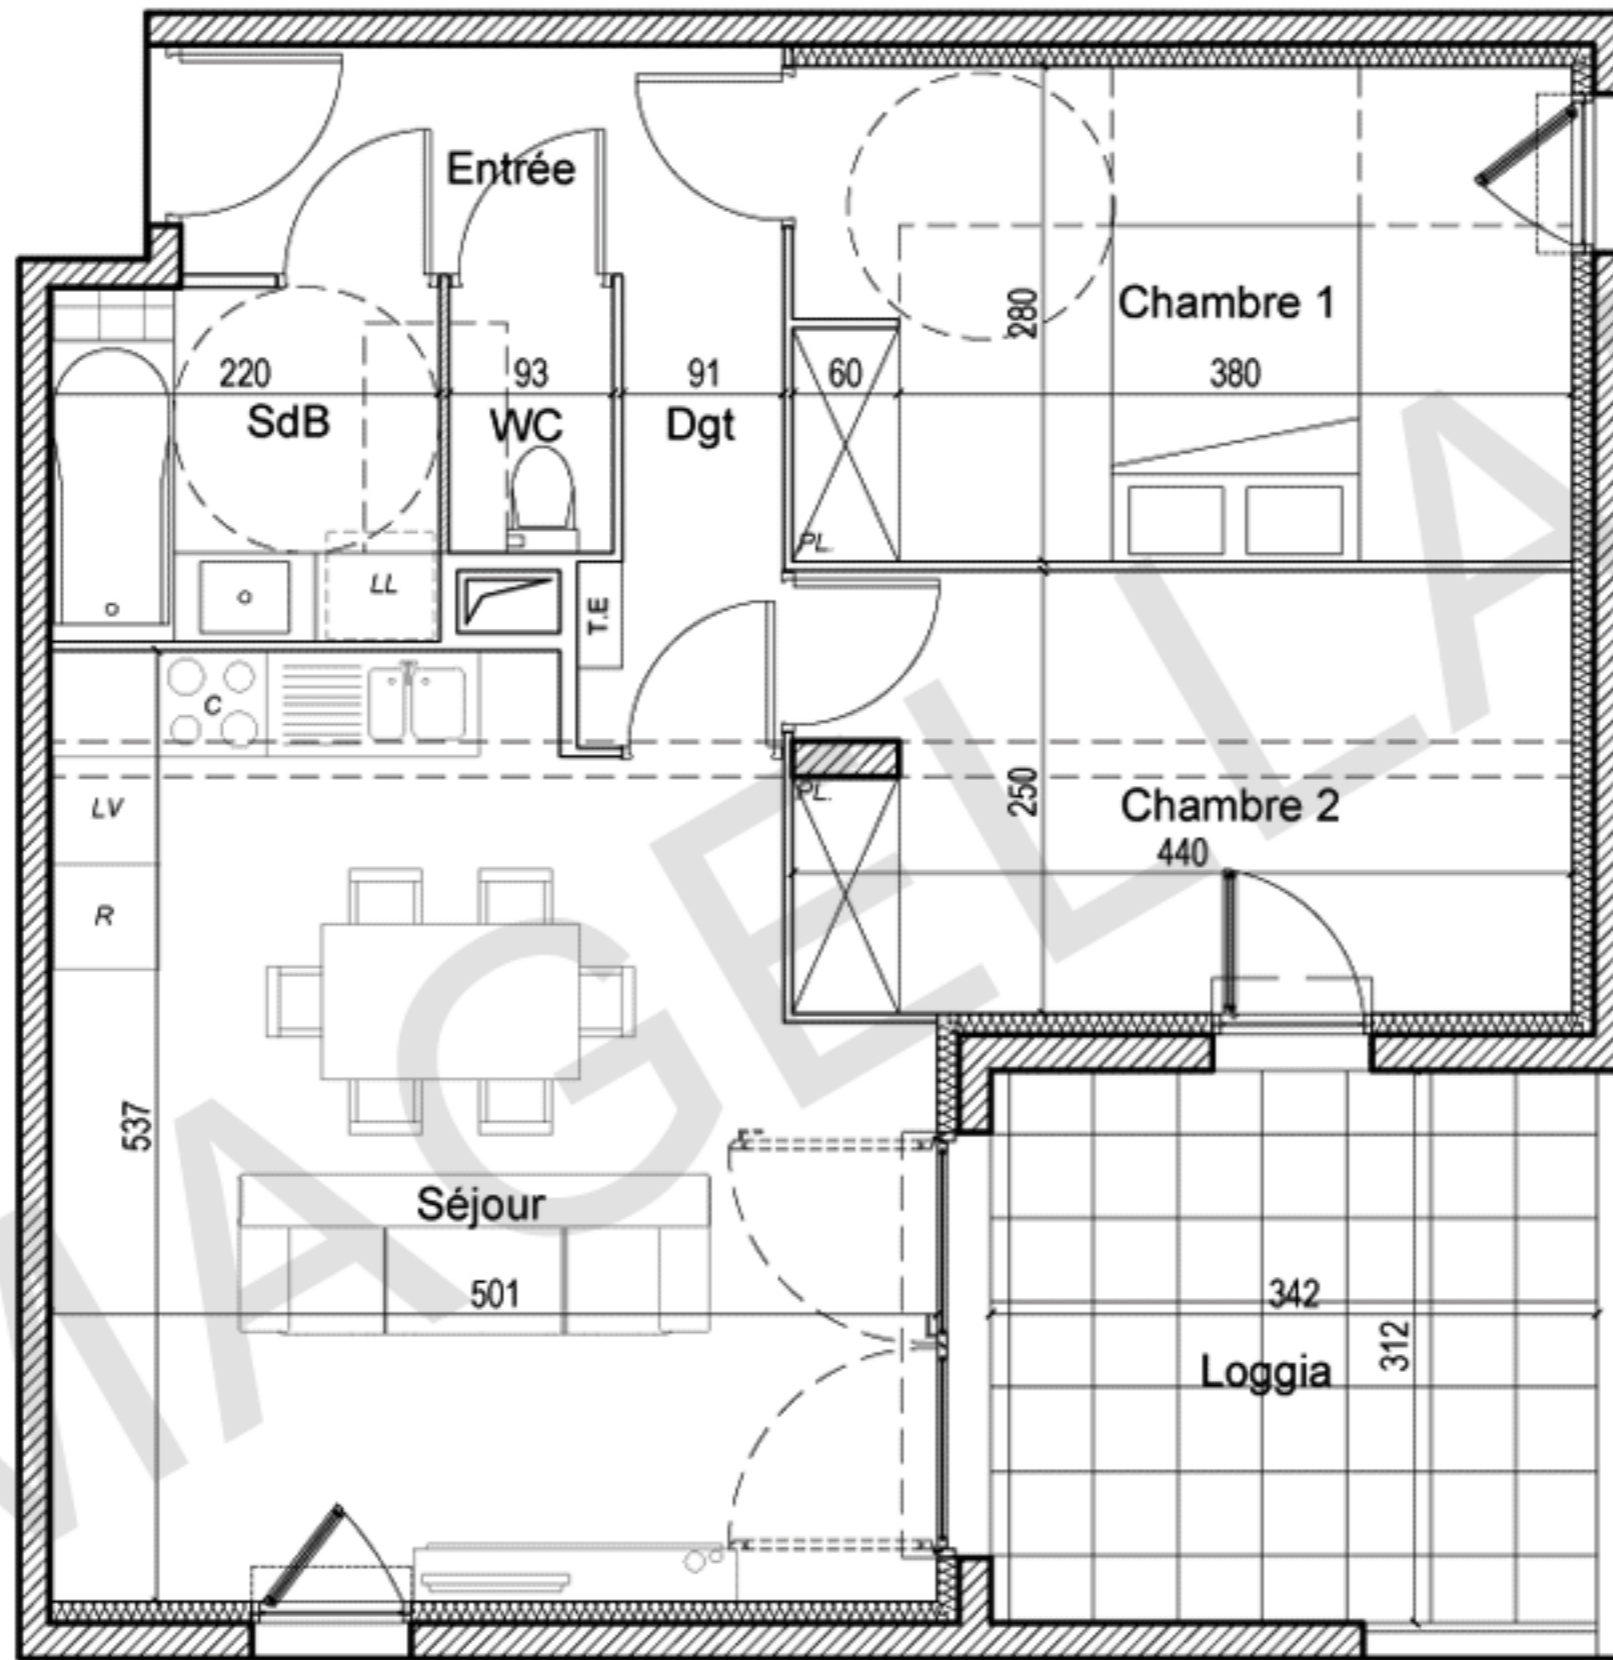 Entrée
Chambre 1
280
220
93
91
60
380
SdB
WC
Dgt
PL.
LL
T.E
C
LV
PL.
250
Chambre 2
440
R
537
Séjour
501
342
312
Loggia
MAGELLA